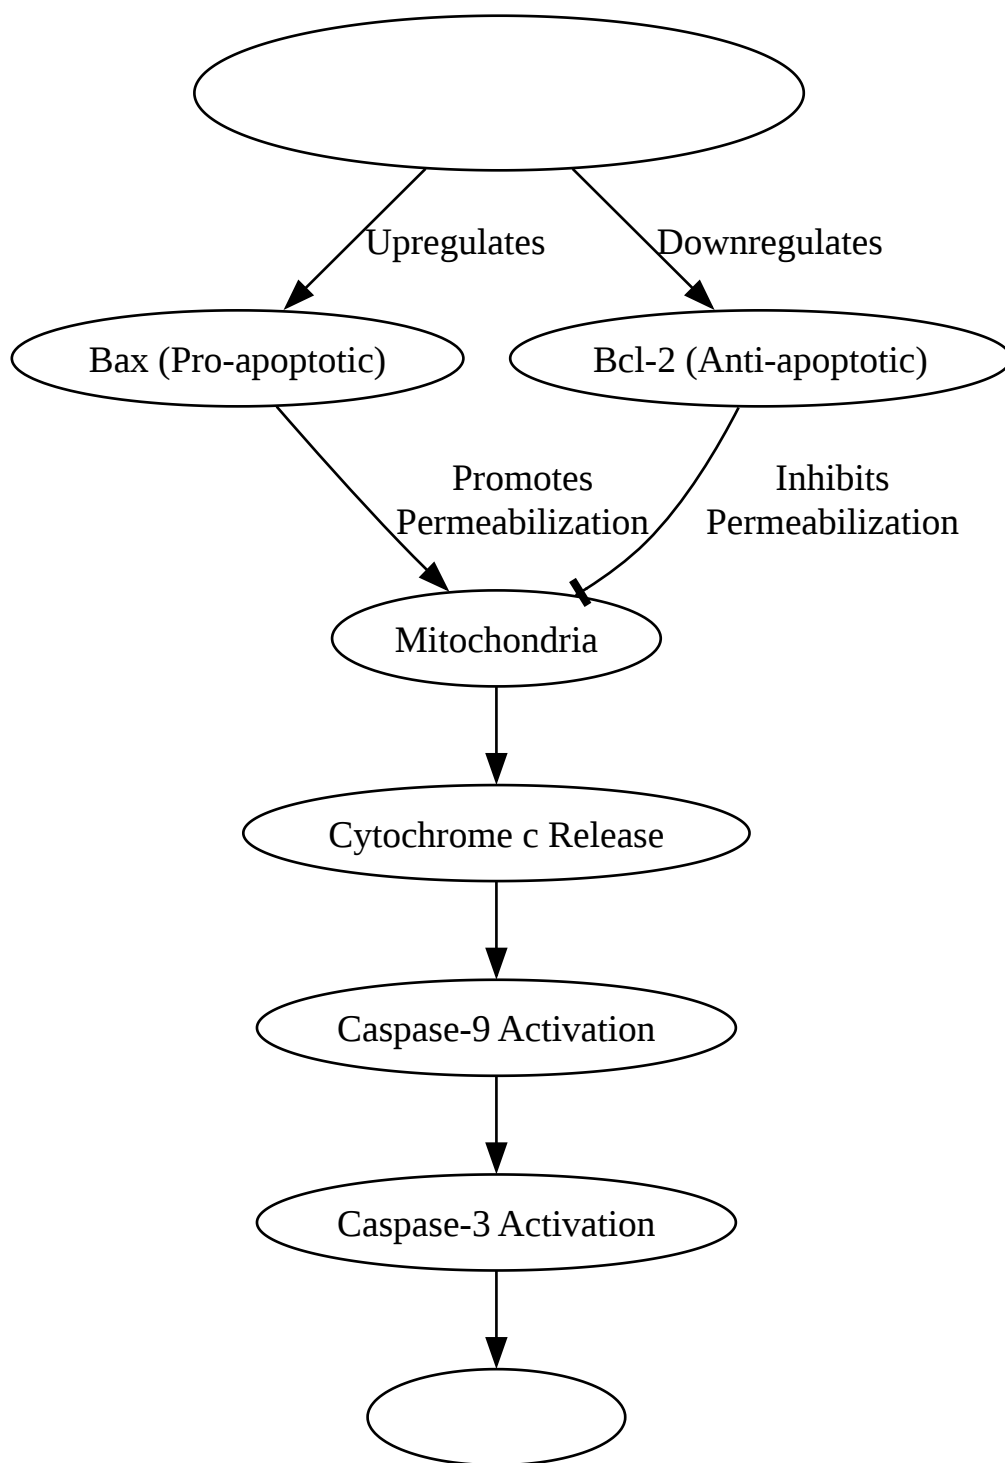 Upregulates
Downregulates
Bax (Pro-apoptotic)
Bcl-2 (Anti-apoptotic)
Promotes
Permeabilization
Inhibits
Permeabilization
Mitochondria
Cytochrome c Release
Caspase-9 Activation
Caspase-3 Activation